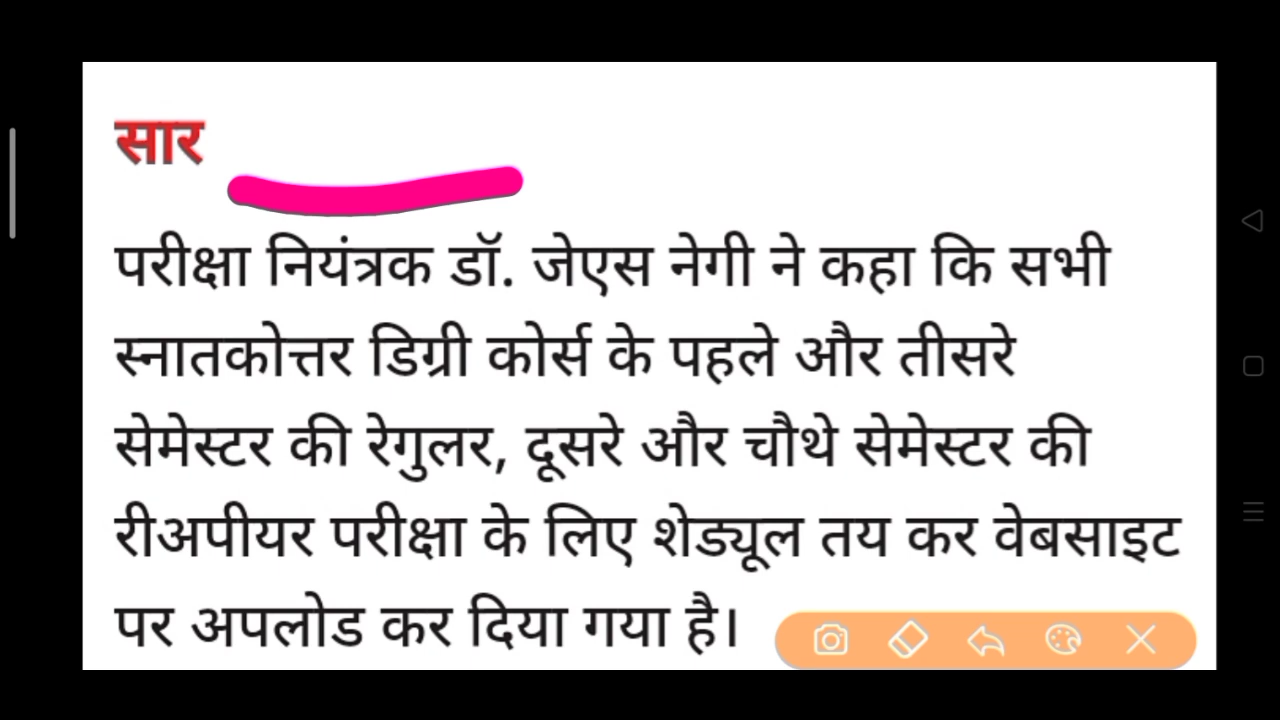 सार
परीक्षा नियंत्रक डॉ. जेएस नेगी ने कहा कि सभी
स्नातकोत्तर डिग्री कोर्स के पहले और तीसरे
सेमेस्टर की रेगुलर, दूसरे और चौथे सेमेस्टर की
रीअपीयर परीक्षा के लिए शेड्यूल तय कर वेबसाइट
पर अपलोड कर दिया गया है।